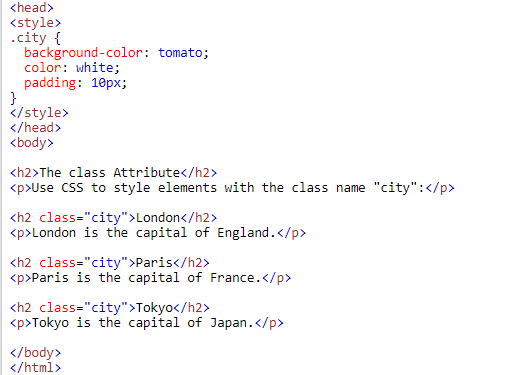 <head>
<style>
.city {
  background-color: tomato;
  color: white;
  padding: 10px;
}
</style>
</head>
<body>

<h2>The class Attribute</h2>
<p>Use CSS to style elements with the class name "city":</p>

<h2 class="city">London</h2>
<p>London is the capital of England.</p>

<h2 class="city">Paris</h2>
<p>Paris is the capital of France.</p>

<h2 class="city">Tokyo</h2>
<p>Tokyo is the capital of Japan.</p>

</body>
</html>